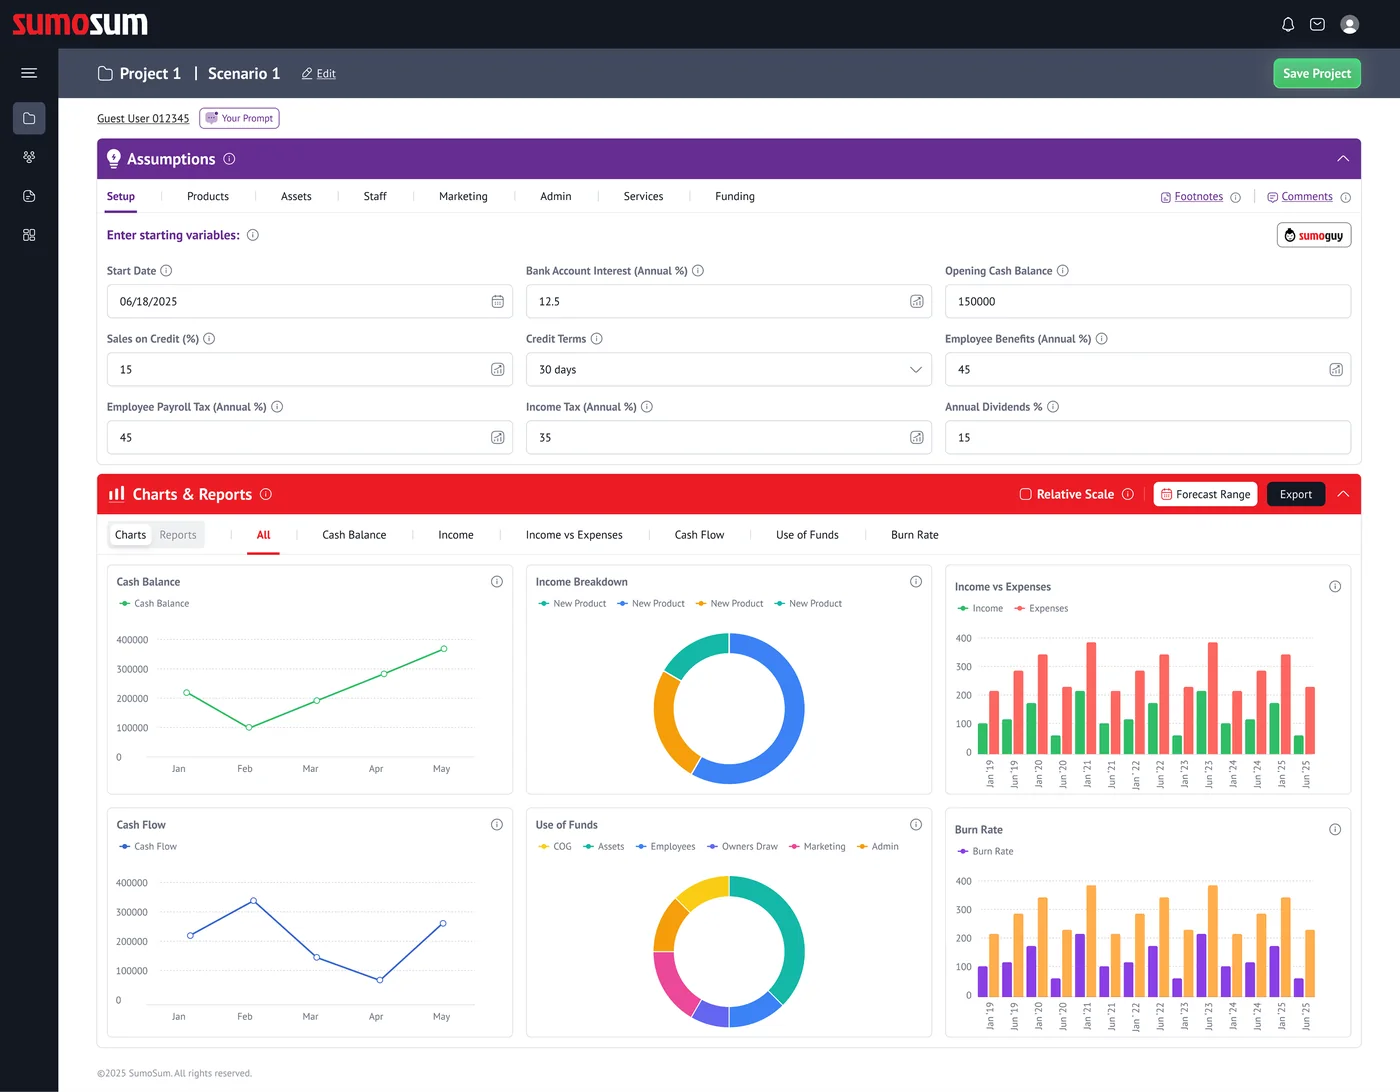 sumosum
Project 1 | Scenario 1 Edit
Save Project
Guest User 012345 Your Prompt
Assumptions
Setup Products Assets Staff Marketing Admin Services Funding Footnotes Comments
Enter starting variables: sumoguy
Start Date Bank Account Interest (Annual %) Opening Cash Balance
06/18/2025 12.5 150000
Sales on Credit (%) Credit Terms Employee Benefits (Annual %)
15 30 days 45
Employee Payroll Tax (Annual %) Income Tax (Annual %) Annual Dividends %
45 35 15
Charts & Reports Relative Scale Forecast Range Export
Charts Reports All Cash Balance Income Income vs Expenses Cash Flow Use of Funds Burn Rate
Cash Balance
Cash Balance
400000
300000
200000
100000
0
Jan Feb Mar Apr May
Income Breakdown
New Product New Product New Product New Product
Income vs Expenses
Income Expenses
400
300
200
100
0
Jan '19 Jun '19 Jan '20 Jun '20 Jan '21 Jun '21 Jan '22 Jun '22 Jan '23 Jun '23 Jan '24 Jun '24 Jan '25 Jun '25
Cash Flow
Cash Flow
400000
300000
200000
100000
0
Jan Feb Mar Apr May
Use of Funds
COG Assets Employees Owners Draw Marketing Admin
Burn Rate
Burn Rate
400
300
200
100
0
Jan '19 Jun '19 Jan '20 Jun '20 Jan '21 Jun '21 Jan '22 Jun '22 Jan '23 Jun '23 Jan '24 Jun '24 Jan '25 Jun '25
©2025 SumoSum. All rights reserved.